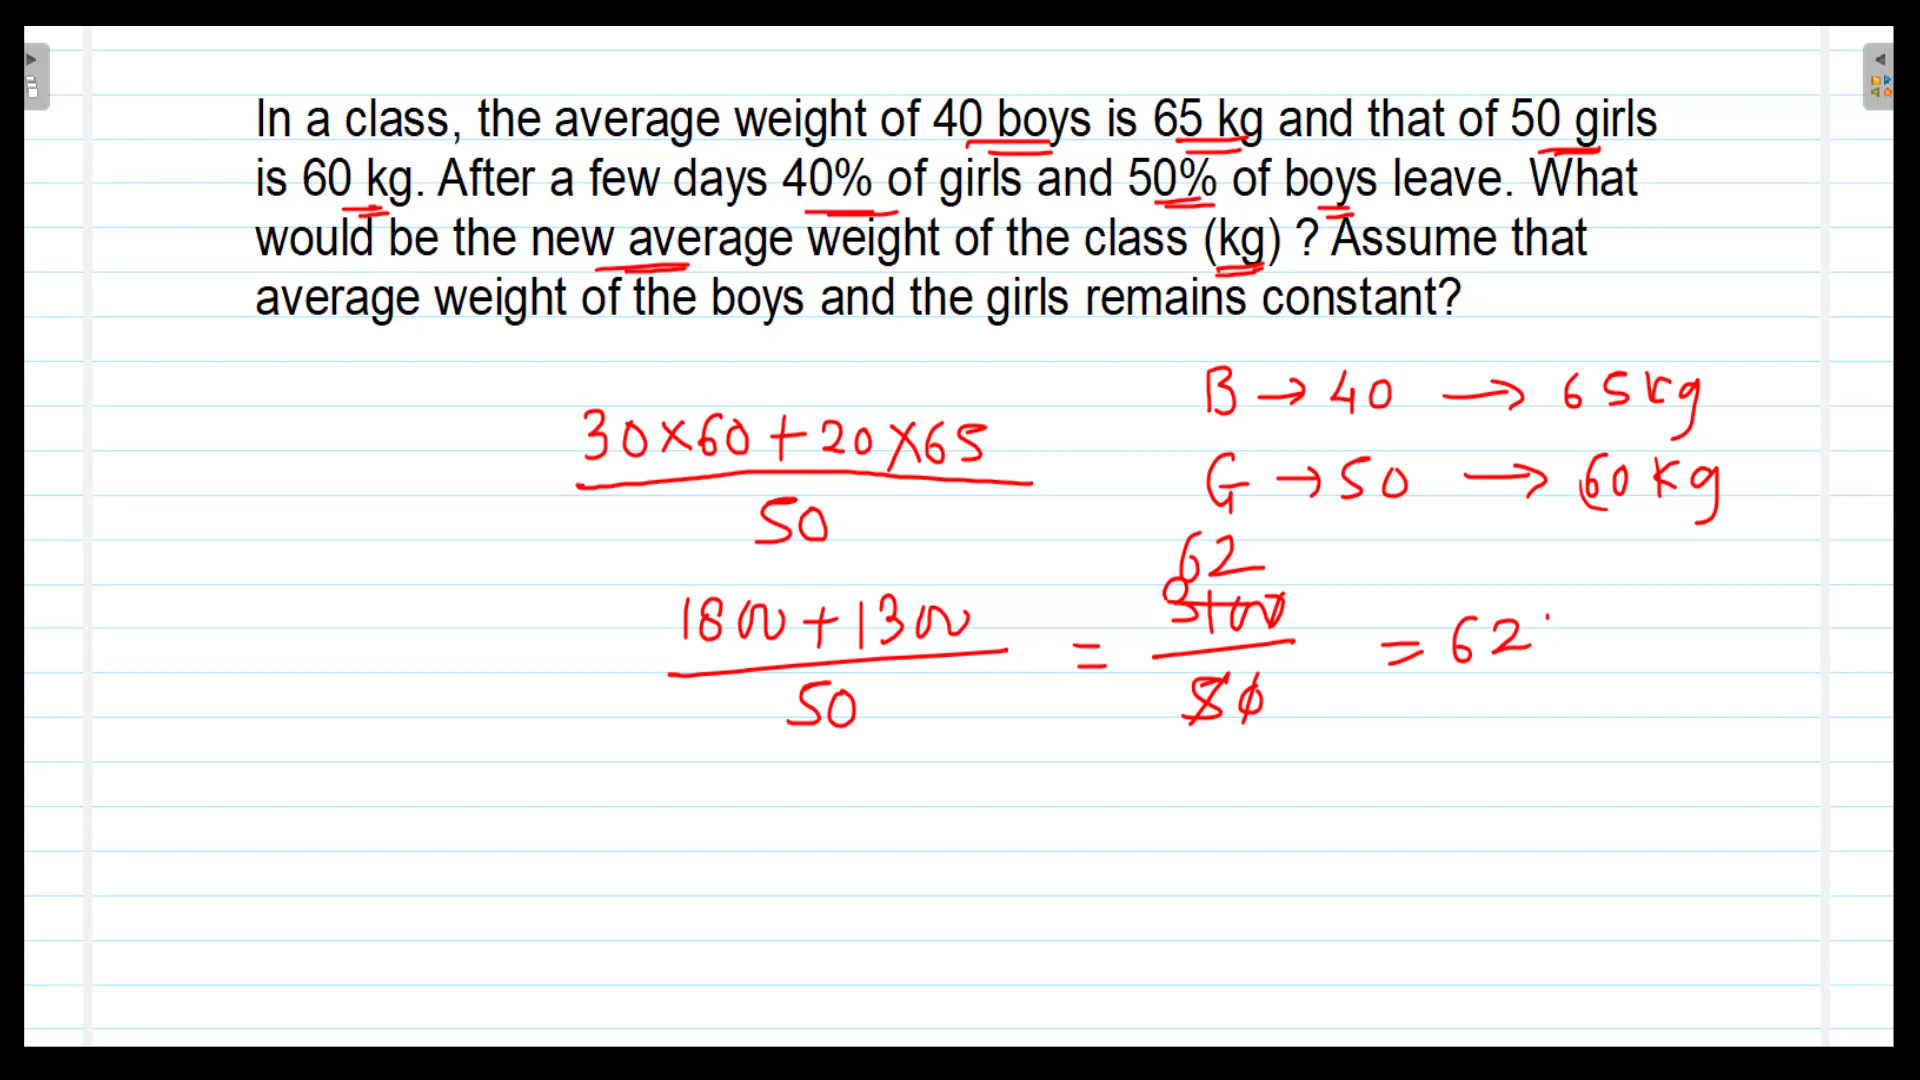 In a class, the average weight of 40 boys is 65 kg and that of 50 girls
is 60 kg. After a few days 40% of girls and 50% of boys leave. What
would be the new average weight of the class (kg) ? Assume that
average weight of the boys and the girls remains constant?
B → 40 → 65 kg
30×60+20×65
50
G → 50 → 60 kg
62
1800+1300
50
=
3100
50
= 62